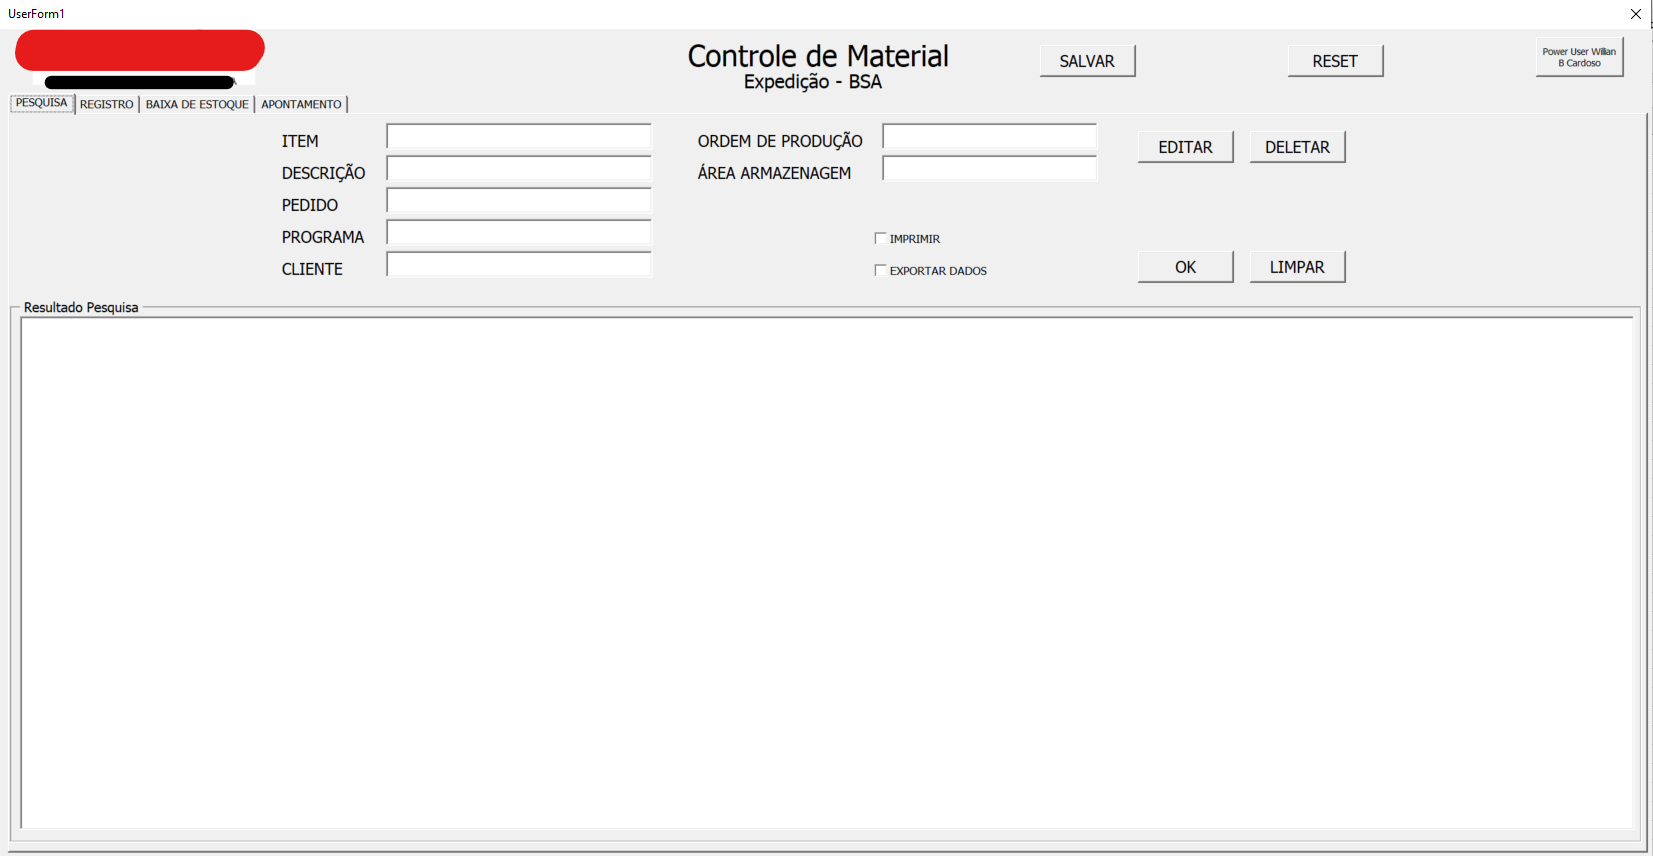 UserForm1
Controle de Material
Expedição - BSA
SALVAR
RESET
Power User Willian
B Cardoso
PESQUISA
REGISTRO
BAIXA DE ESTOQUE
APONTAMENTO
ITEM
DESCRIÇÃO
PEDIDO
PROGRAMA
CLIENTE
ORDEM DE PRODUÇÃO
ÁREA ARMAZENAGEM
IMPRIMIR
EXPORTAR DADOS
EDITAR
DELETAR
OK
LIMPAR
Resultado Pesquisa